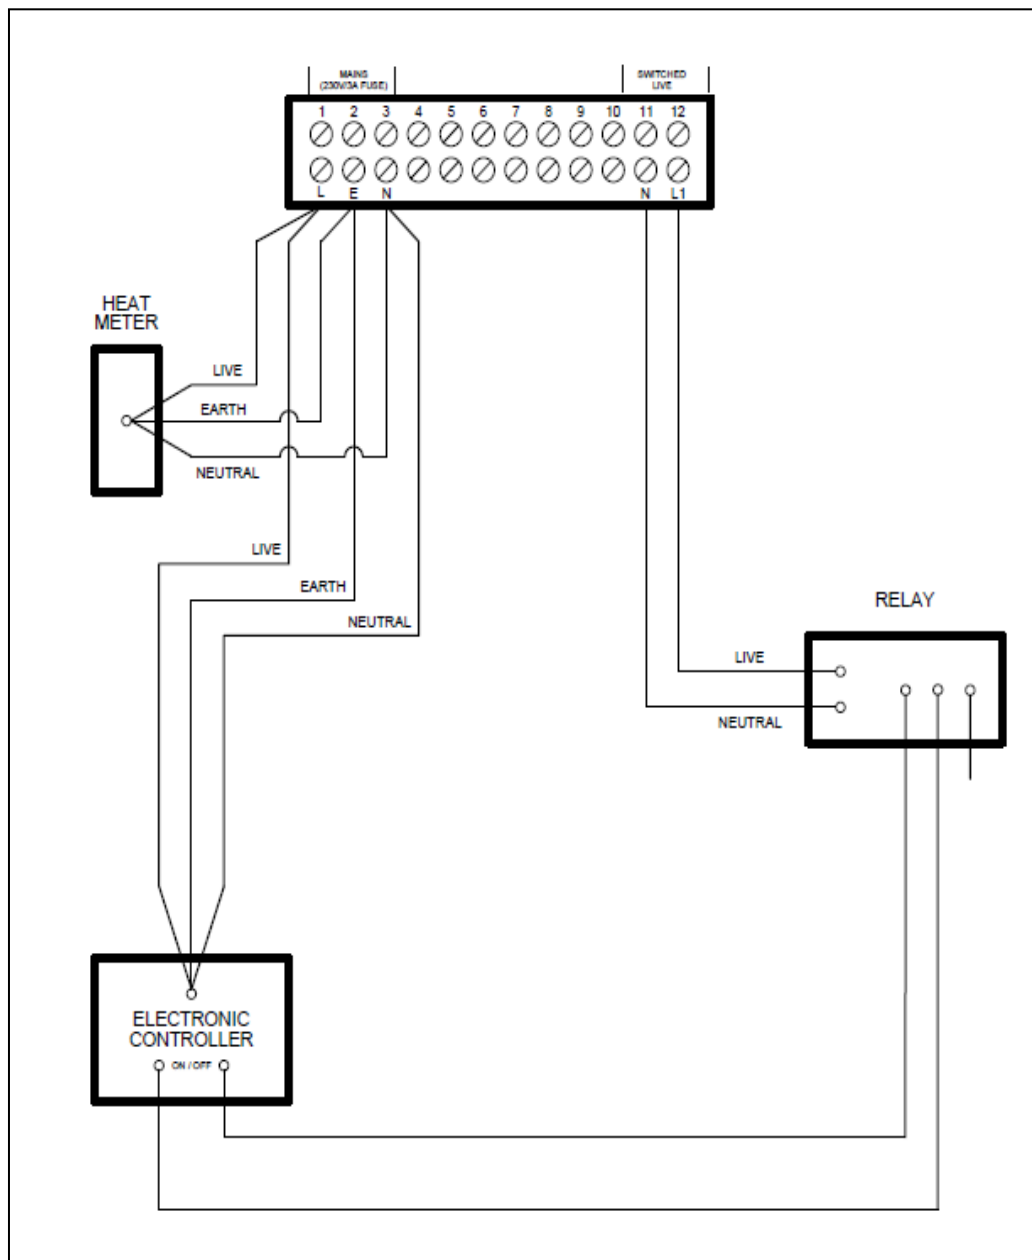 MAINS
(230V/3A FUSE)
SWITCHED
LIVE
1 2 3 4 5 6 7 8 9 10 11 12
L E N N L1
HEAT
METER
LIVE
EARTH
NEUTRAL
LIVE
EARTH
NEUTRAL
RELAY
LIVE
NEUTRAL
ELECTRONIC
CONTROLLER
ON / OFF